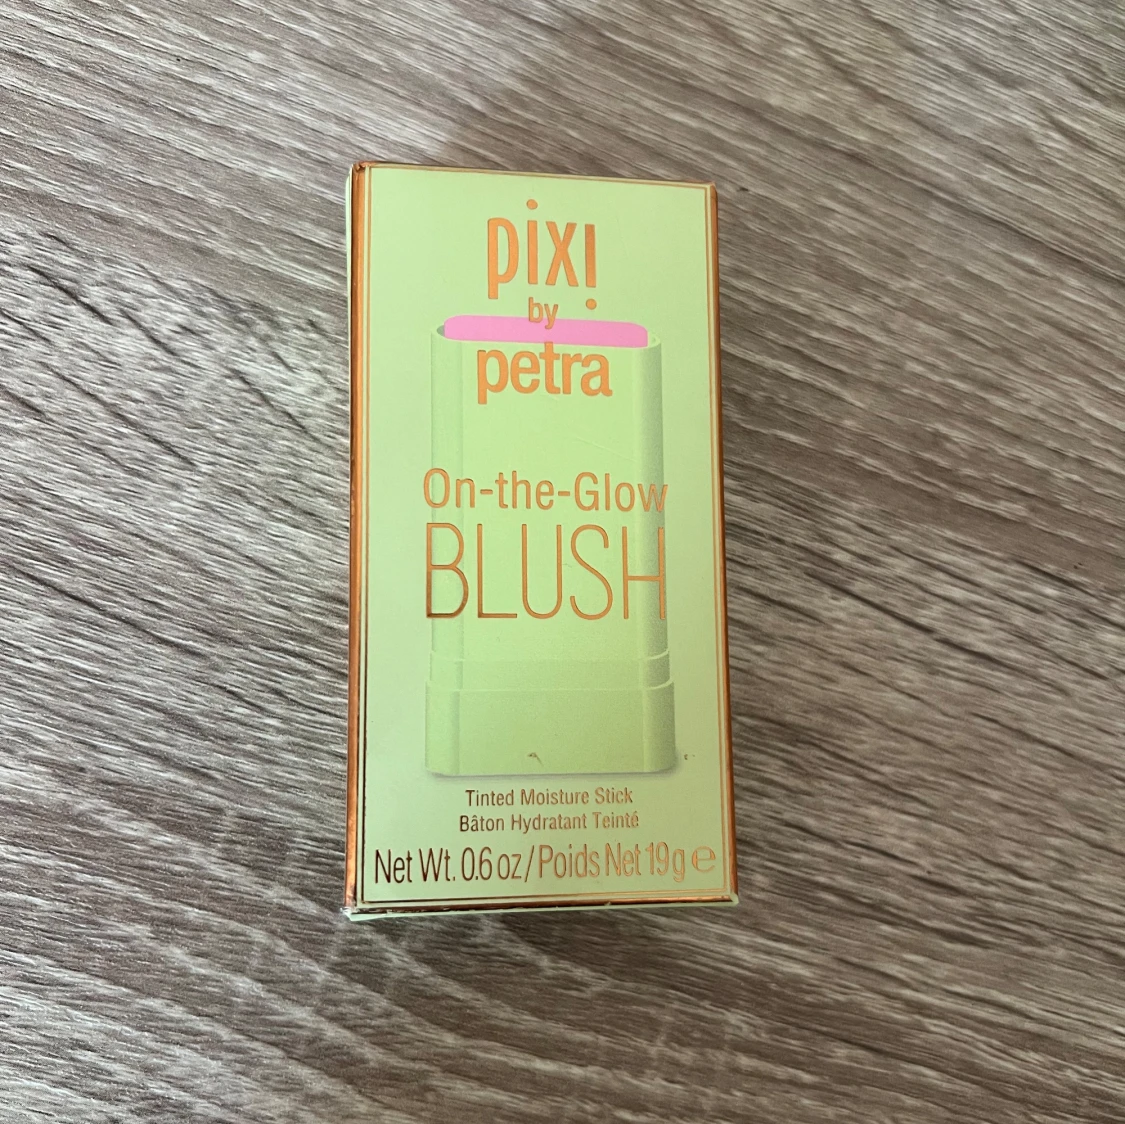 pixi
by
petra
On-the-Glow
BLUSH
Tinted Moisture Stick
Bâton Hydratant Teinté
Net Wt. 0.6 oz/Poids Net 19g ℮